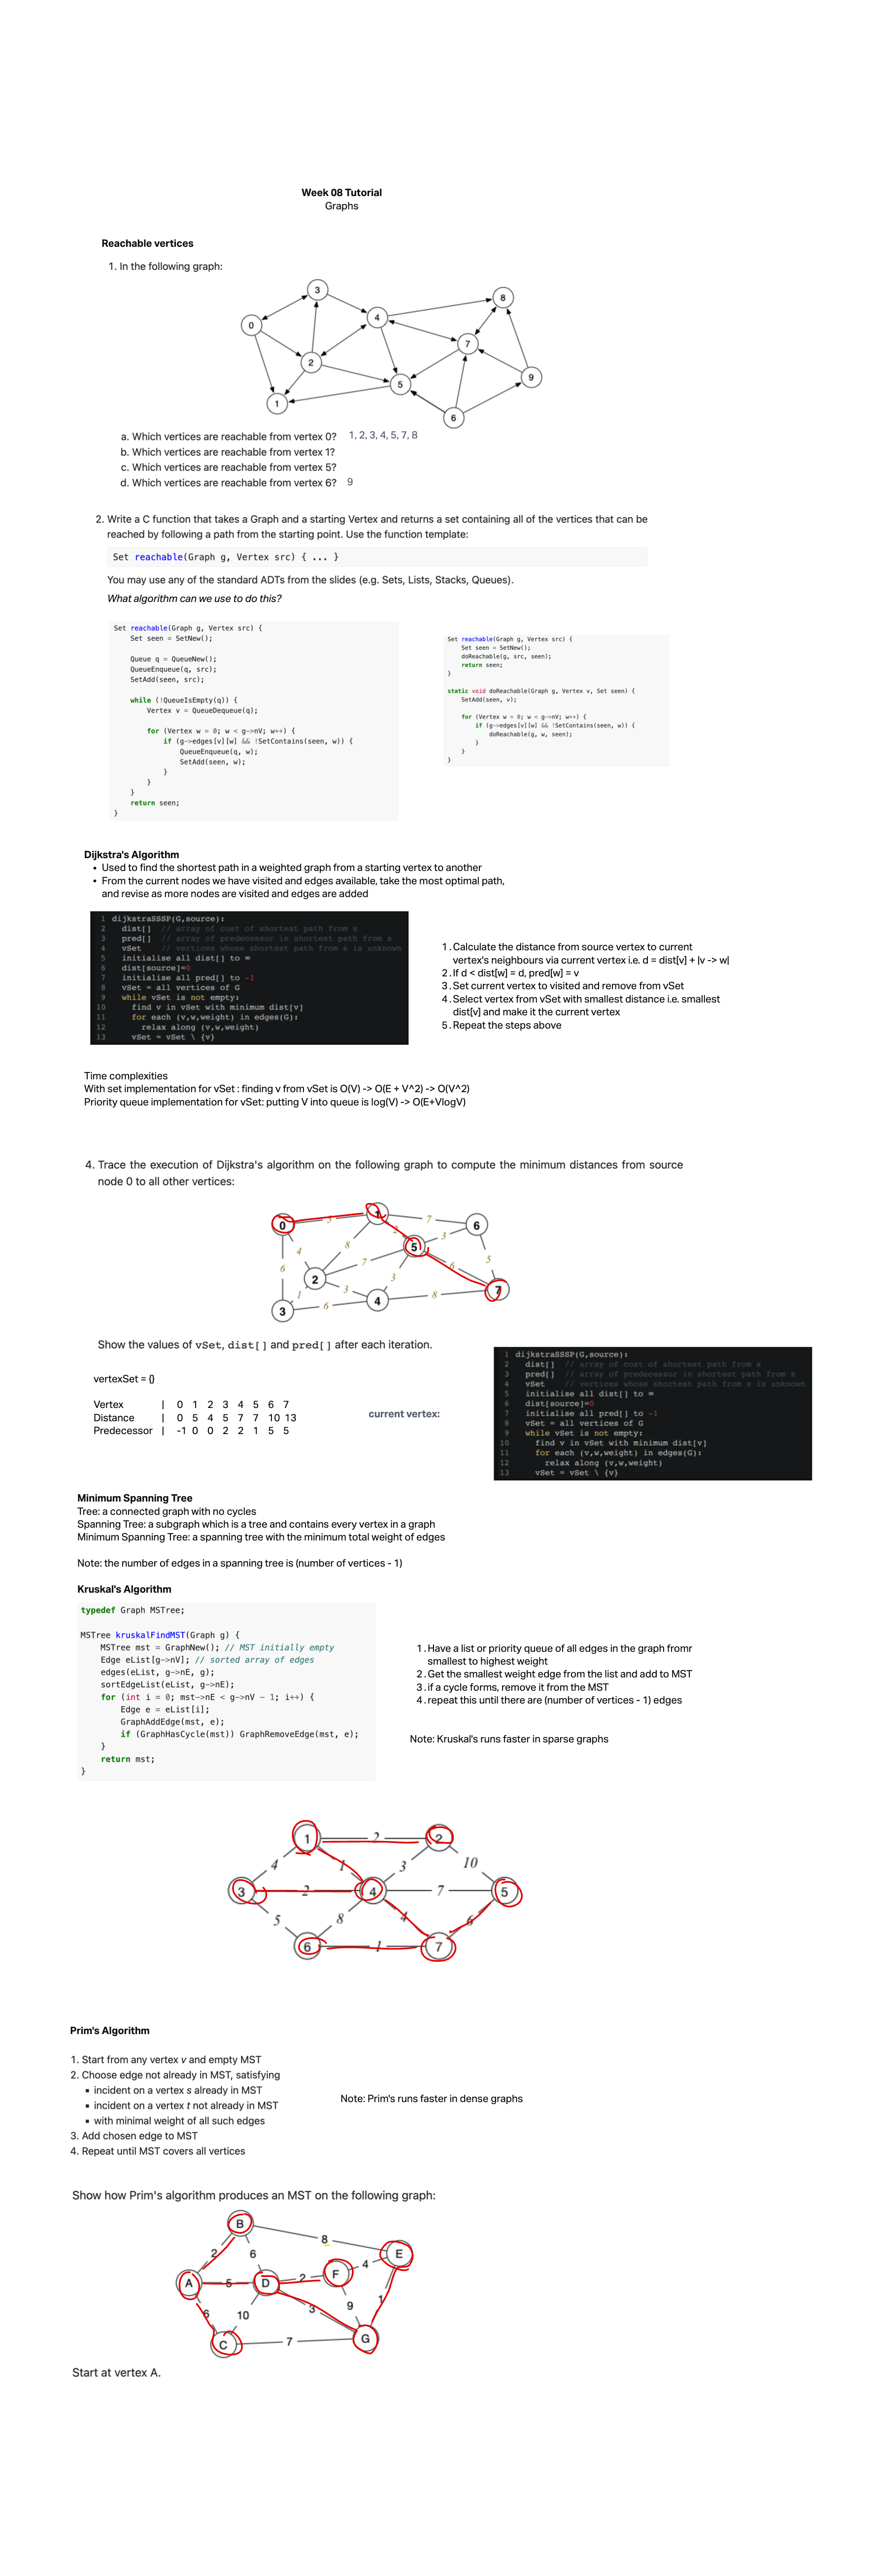 Week 08 Tutorial
Graphs
Reachable vertices
1. In the following graph:
3
8
0
4
7
2
9
5
1
6
a. Which vertices are reachable from vertex 0? 1, 2, 3, 4, 5, 7, 8
b. Which vertices are reachable from vertex 1?
c. Which vertices are reachable from vertex 5?
d. Which vertices are reachable from vertex 6? 9
2. Write a C function that takes a Graph and a starting Vertex and returns a set containing all of the vertices that can be
reached by following a path from the starting point. Use the function template:
Set reachable(Graph g, Vertex src) { ... }
You may use any of the standard ADTs from the slides (e.g. Sets, Lists, Stacks, Queues).
What algorithm can we use to do this?
Set reachable(Graph g, Vertex src) {
Set seen = SetNew();
Queue q = QueueNew();
QueueEnqueue(q, src);
SetAdd(seen, src);
while (!QueueIsEmpty(q)) {
Vertex v = QueueDequeue(q);
for (Vertex w = 0; w < g->nV; w++) {
if (g->edges[v][w] && !SetContains(seen, w)) {
QueueEnqueue(q, w);
SetAdd(seen, w);
}
}
}
return seen;
}
Set reachable(Graph g, Vertex src) {
Set seen = SetNew();
doReachable(g, src, seen);
return seen;
}
static void doReachable(Graph g, Vertex v, Set seen) {
SetAdd(seen, v);
for (Vertex w = 0; w < g->nV; w++) {
if (g->edges[v][w] && !SetContains(seen, w)) {
doReachable(g, w, seen);
}
}
}
Dijkstra's Algorithm
• Used to find the shortest path in a weighted graph from a starting vertex to another
• From the current nodes we have visited and edges available, take the most optimal path,
and revise as more nodes are visited and edges are added
1 dijkstraSSSP(G,source):
2 dist[] // array of cost of shortest path from s
3 pred[] // array of predecessor in shortest path from s
4 vSet // vertices whose shortest path from s is unknown
5 initialise all dist[] to ∞
6 dist[source]=0
7 initialise all pred[] to -1
8 vSet = all vertices of G
9 while vSet is not empty:
10 find v in vSet with minimum dist[v]
11 for each (v,w,weight) in edges(G):
12 relax along (v,w,weight)
13 vSet = vSet \ {v}
1. Calculate the distance from source vertex to current
vertex's neighbours via current vertex i.e. d = dist[v] + |v -> w|
2. If d < dist[w] = d, pred[w] = v
3. Set current vertex to visited and remove from vSet
4. Select vertex from vSet with smallest distance i.e. smallest
dist[v] and make it the current vertex
5. Repeat the steps above
Time complexities
With set implementation for vSet : finding v from vSet is O(V) -> O(E + V^2) -> O(V^2)
Priority queue implementation for vSet: putting V into queue is log(V) -> O(E+VlogV)
4. Trace the execution of Dijkstra's algorithm on the following graph to compute the minimum distances from source
node 0 to all other vertices:
0
5
1
7
6
2
3
4
8
5
7
6
5
6
2
1
3
3
7
3
6
4
8
Show the values of vSet, dist[] and pred[] after each iteration.
vertexSet = {}
Vertex | 0 1 2 3 4 5 6 7
Distance | 0 5 4 5 7 7 10 13
Predecessor | -1 0 0 2 2 1 5 5
current vertex:
1 dijkstraSSSP(G,source):
2 dist[] // array of cost of shortest path from s
3 pred[] // array of predecessor in shortest path from s
4 vSet // vertices whose shortest path from s is unknown
5 initialise all dist[] to ∞
6 dist[source]=0
7 initialise all pred[] to -1
8 vSet = all vertices of G
9 while vSet is not empty:
10 find v in vSet with minimum dist[v]
11 for each (v,w,weight) in edges(G):
12 relax along (v,w,weight)
13 vSet = vSet \ {v}
Minimum Spanning Tree
Tree: a connected graph with no cycles
Spanning Tree: a subgraph which is a tree and contains every vertex in a graph
Minimum Spanning Tree: a spanning tree with the minimum total weight of edges
Note: the number of edges in a spanning tree is (number of vertices - 1)
Kruskal's Algorithm
typedef Graph MSTree;
MSTree kruskalFindMST(Graph g) {
MSTree mst = GraphNew(); // MST initially empty
Edge eList[g->nV]; // sorted array of edges
edges(eList, g->nE, g);
sortEdgeList(eList, g->nE);
for (int i = 0; mst->nE < g->nV - 1; i++) {
Edge e = eList[i];
GraphAddEdge(mst, e);
if (GraphHasCycle(mst)) GraphRemoveEdge(mst, e);
}
return mst;
}
1. Have a list or priority queue of all edges in the graph fromr
smallest to highest weight
2. Get the smallest weight edge from the list and add to MST
3. if a cycle forms, remove it from the MST
4. repeat this until there are (number of vertices - 1) edges
Note: Kruskal's runs faster in sparse graphs
1
2
2
4
1
3
10
3
2
4
7
5
5
8
4
6
6
1
7
Prim's Algorithm
1. Start from any vertex v and empty MST
2. Choose edge not already in MST, satisfying
▪ incident on a vertex s already in MST
▪ incident on a vertex t not already in MST
▪ with minimal weight of all such edges
3. Add chosen edge to MST
4. Repeat until MST covers all vertices
Note: Prim's runs faster in dense graphs
Show how Prim's algorithm produces an MST on the following graph:
B
8
2
6
E
4
F
A
5
D
2
1
9
3
6
10
C
7
G
Start at vertex A.